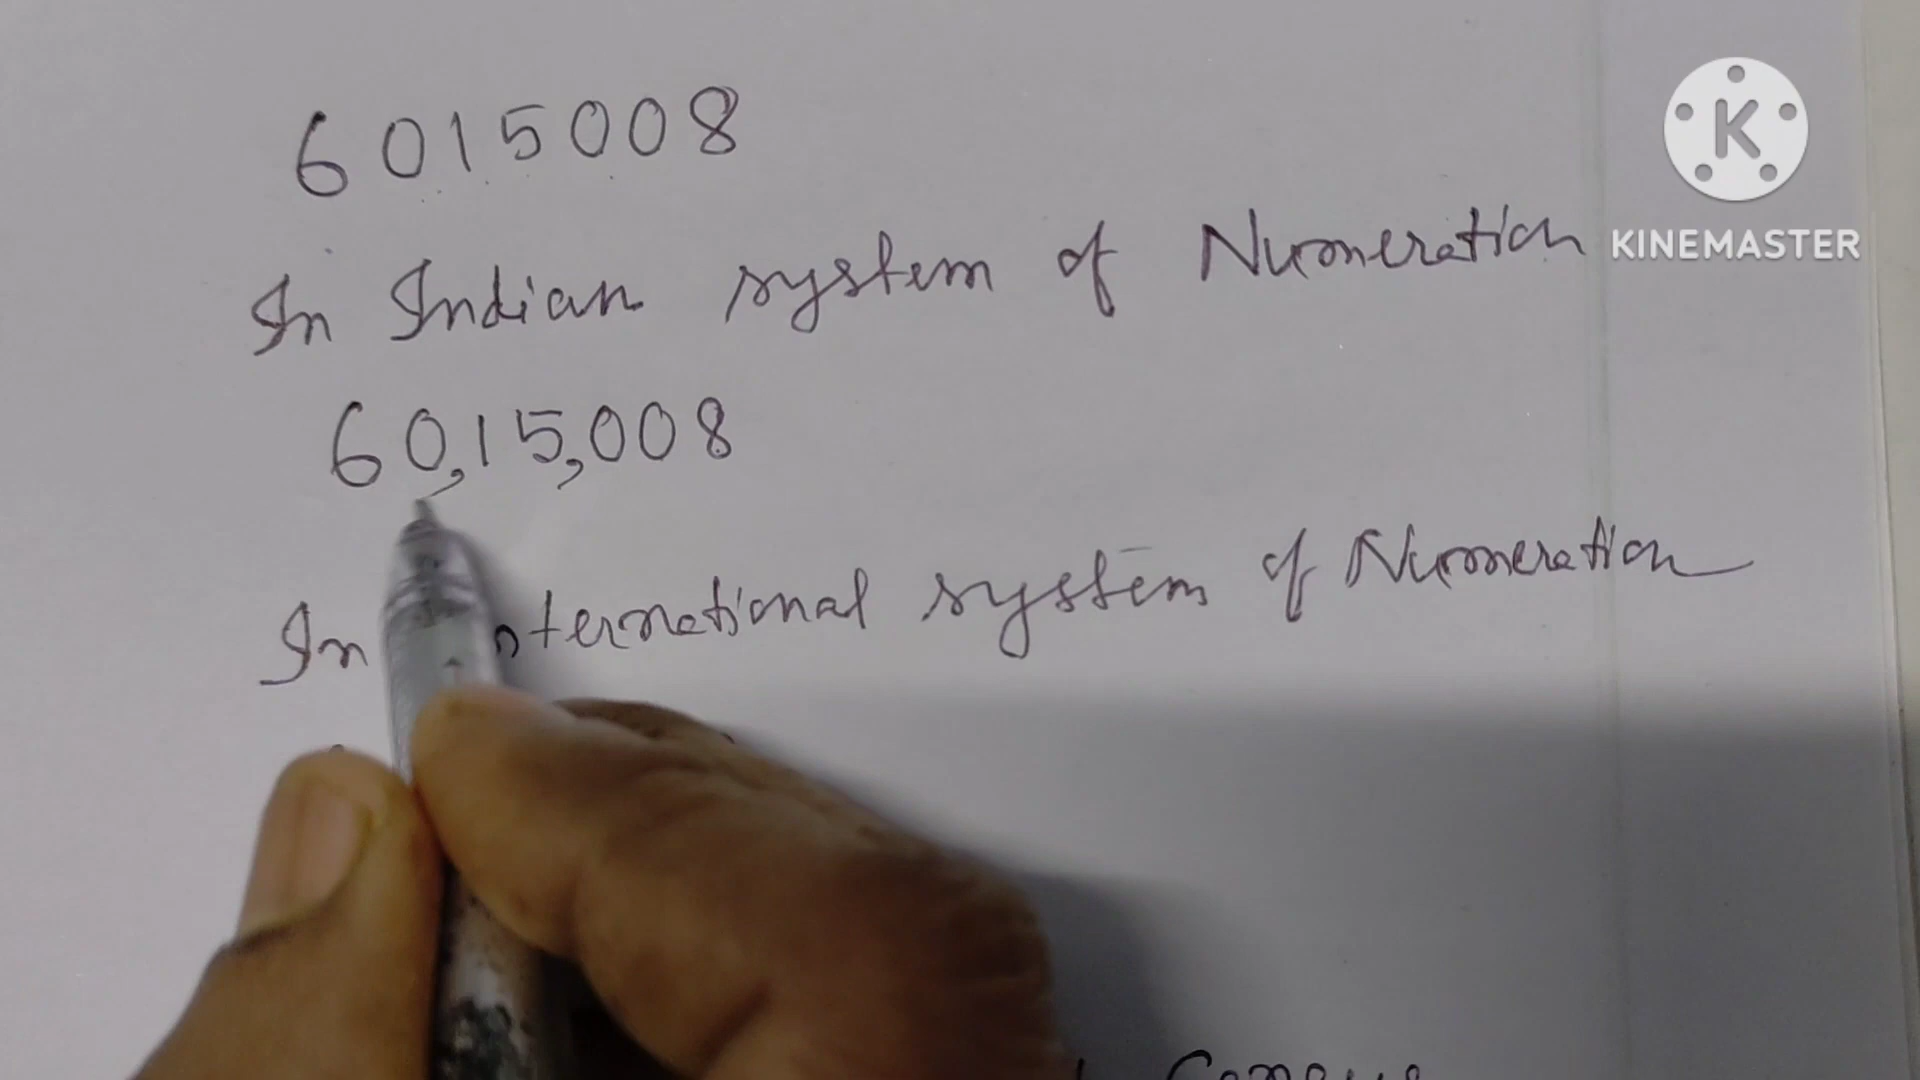 6015008
In Indian system of Numeration
KINEMASTER
60,15,008
In International system of Numeration